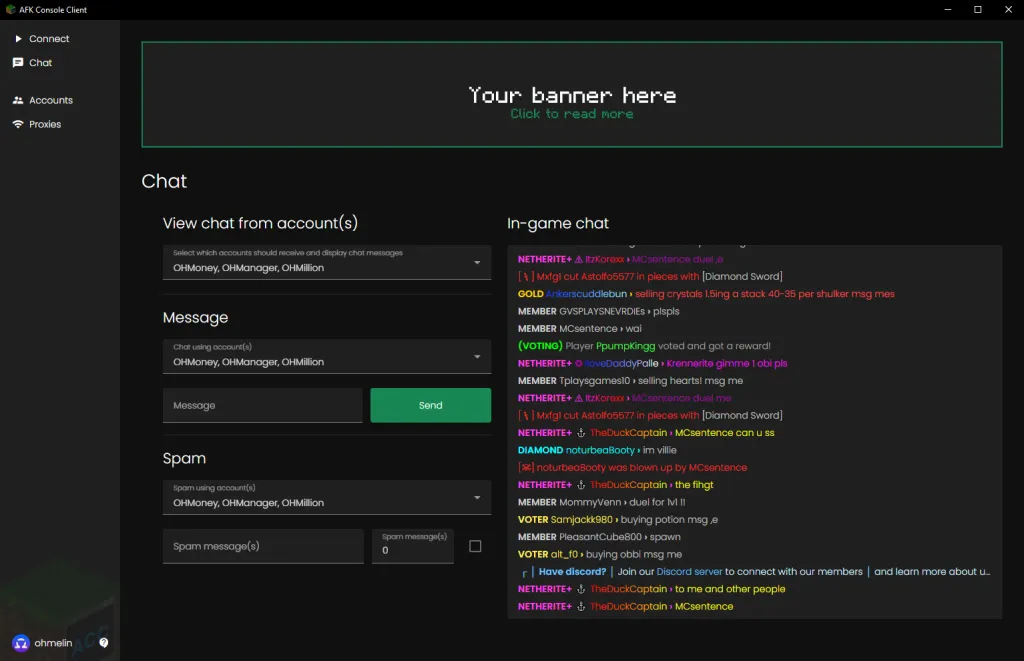 AFK Console Client
Connect
Chat
Accounts
Proxies
Your banner here
Click to read more
Chat
View chat from account(s)
Select which accounts should receive and display chat messages
OHMoney, OHManager, OHMillion
Message
Chat using account(s)
OHMoney, OHManager, OHMillion
Message
Send
Spam
Spam using account(s)
OHMoney, OHManager, OHMillion
Spam message(s)
Spam message(s)
0
In-game chat
NETHERITE+ ⚠ ItzKorexx › MCsentence duel ,e
Mxfgl cut Astolfo5577 in pieces with [Diamond Sword]
GOLD Ankerscuddlebun › selling crystals 1.5ing a stack 40-35 per shulker msg mes
MEMBER GVSPLAYSNEVRDIEs › plspls
MEMBER MCsentence › wai
(VOTING) Player PpumpKingg voted and got a reward!
NETHERITE+ IloveDaddyPalle › Krennerite gimme 1 obi pls
MEMBER Tplaysgames10 › selling hearts! msg me
NETHERITE+ ⚠ ItzKorexx › MCsentence duel me
Mxfgl cut Astolfo5577 in pieces with [Diamond Sword]
NETHERITE+ ⚓ TheDuckCaptain › MCsentence can u ss
DIAMOND noturbeaBooty › im villie
[☠] noturbeaBooty was blown up by MCsentence
NETHERITE+ ⚓ TheDuckCaptain › the fihgt
MEMBER MommyVenn › duel for 1v1 !!
VOTER Samjackk980 › buying potion msg ,e
MEMBER PleasantCube800 › spawn
VOTER alt_f0 › buying obbi msg me
┌ | Have discord? | Join our Discord server to connect with our members | and learn more about u...
NETHERITE+ ⚓ TheDuckCaptain › to me and other people
NETHERITE+ ⚓ TheDuckCaptain › MCsentence
ohmelin